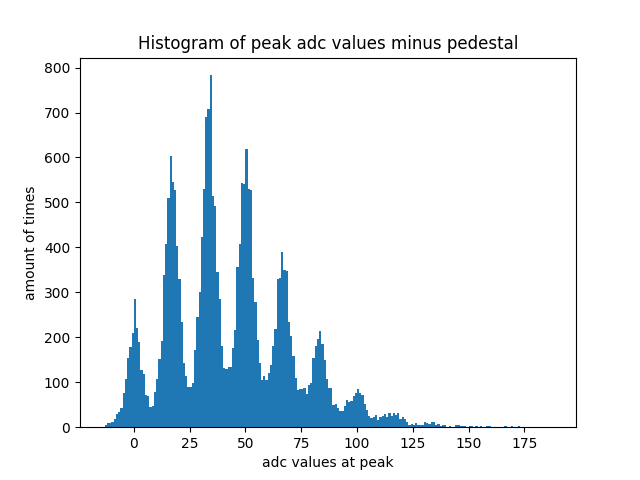 Histogram of peak adc values minus pedestal
800
700
600
500
400
300
200
100
0
amount of times
0 25 50 75 100 125 150 175
adc values at peak